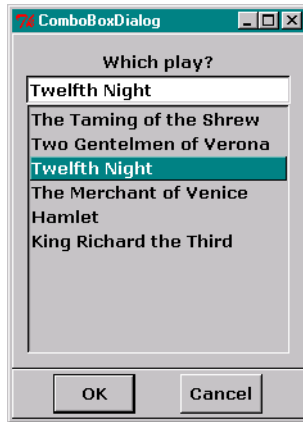 ComboBoxDialog
Which play?
Twelfth Night
The Taming of the Shrew
Two Gentelmen of Verona
Twelfth Night
The Merchant of Venice
Hamlet
King Richard the Third
OK Cancel